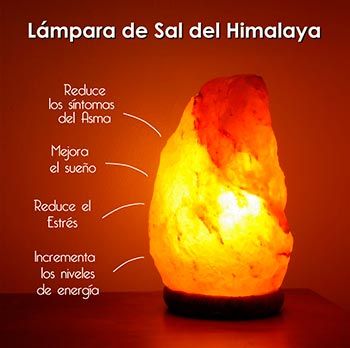 Lámpara de Sal del Himalaya
Reduce
los síntomas
del Asma
Mejora
el sueño
Reduce el
Estrés
Incrementa
los niveles
de energía